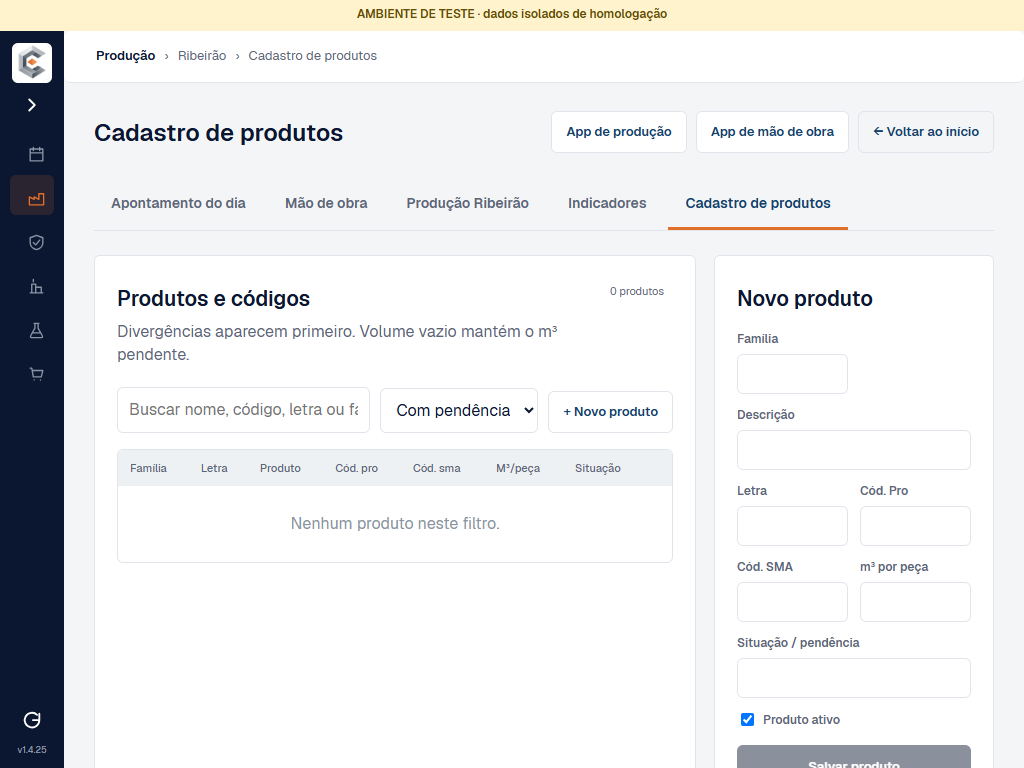 AMBIENTE DE TESTE · dados isolados de homologação
Produção › Ribeirão › Cadastro de produtos
Cadastro de produtos
App de produção
App de mão de obra
← Voltar ao início
Apontamento do dia
Mão de obra
Produção Ribeirão
Indicadores
Cadastro de produtos
Produtos e códigos
0 produtos
Divergências aparecem primeiro. Volume vazio mantém o m³
pendente.
Buscar nome, código, letra ou fa
Com pendência
+ Novo produto
Família Letra Produto Cód. pro Cód. sma M³/peça Situação
Nenhum produto neste filtro.
Novo produto
Família
Descrição
Letra Cód. Pro
Cód. SMA m³ por peça
Situação / pendência
Produto ativo
Salvar produto
v1.4.25